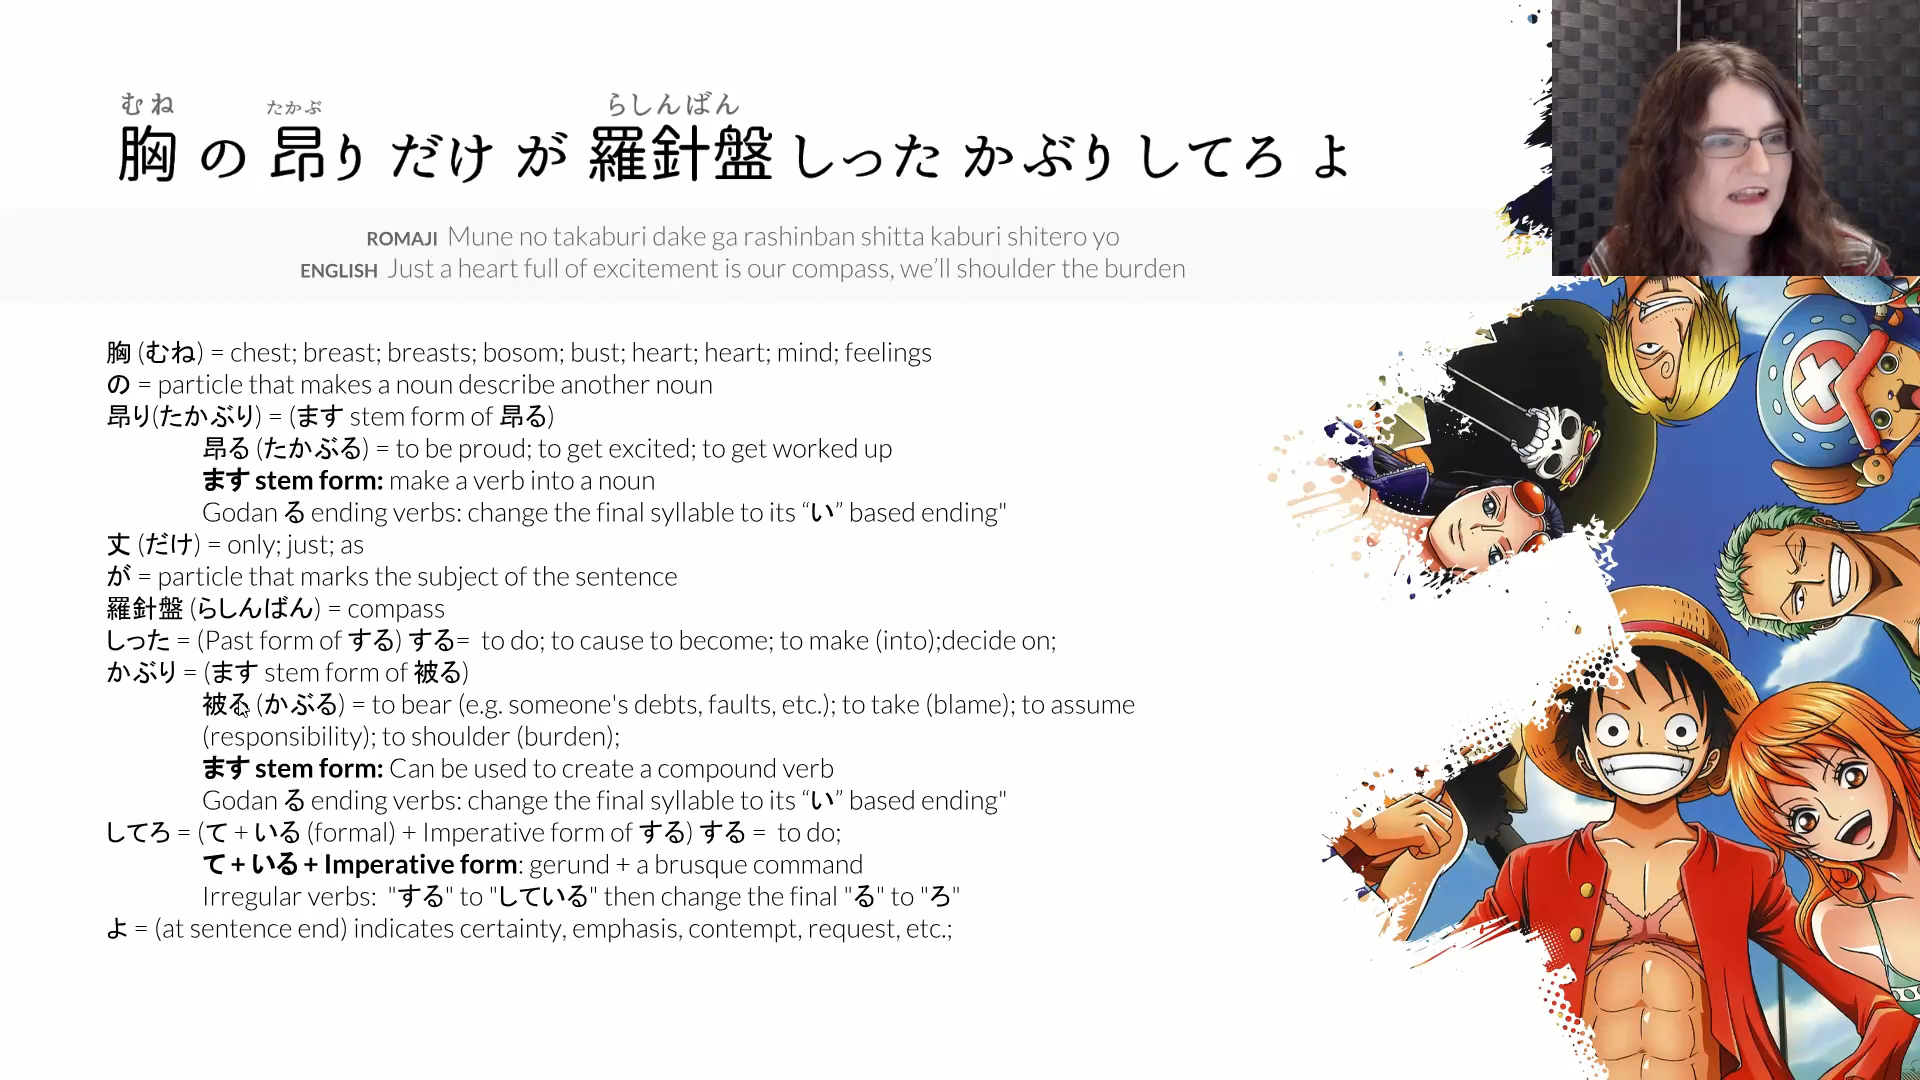 むね たかぶ らしんばん
胸 の 昂り だけ が 羅針盤 しった かぶり してろ よ
ROMAJI Mune no takaburi dake ga rashinban shitta kaburi shitero yo
ENGLISH Just a heart full of excitement is our compass, we’ll shoulder the burden
胸 (むね) = chest; breast; breasts; bosom; bust; heart; heart; mind; feelings
の = particle that makes a noun describe another noun
昂り(たかぶり) = (ます stem form of 昂る)
昂る (たかぶる) = to be proud; to get excited; to get worked up
ます stem form: make a verb into a noun
Godan る ending verbs: change the final syllable to its “い” based ending"
丈 (だけ) = only; just; as
が = particle that marks the subject of the sentence
羅針盤 (らしんばん) = compass
しった = (Past form of する) する= to do; to cause to become; to make (into);decide on;
かぶり = (ます stem form of 被る)
被る (かぶる) = to bear (e.g. someone's debts, faults, etc.); to take (blame); to assume
(responsibility); to shoulder (burden);
ます stem form: Can be used to create a compound verb
Godan る ending verbs: change the final syllable to its “い” based ending"
してろ = (て + いる (formal) + Imperative form of する) する = to do;
て + いる + Imperative form: gerund + a brusque command
Irregular verbs: "する" to "している" then change the final "る" to "ろ"
よ = (at sentence end) indicates certainty, emphasis, contempt, request, etc.;